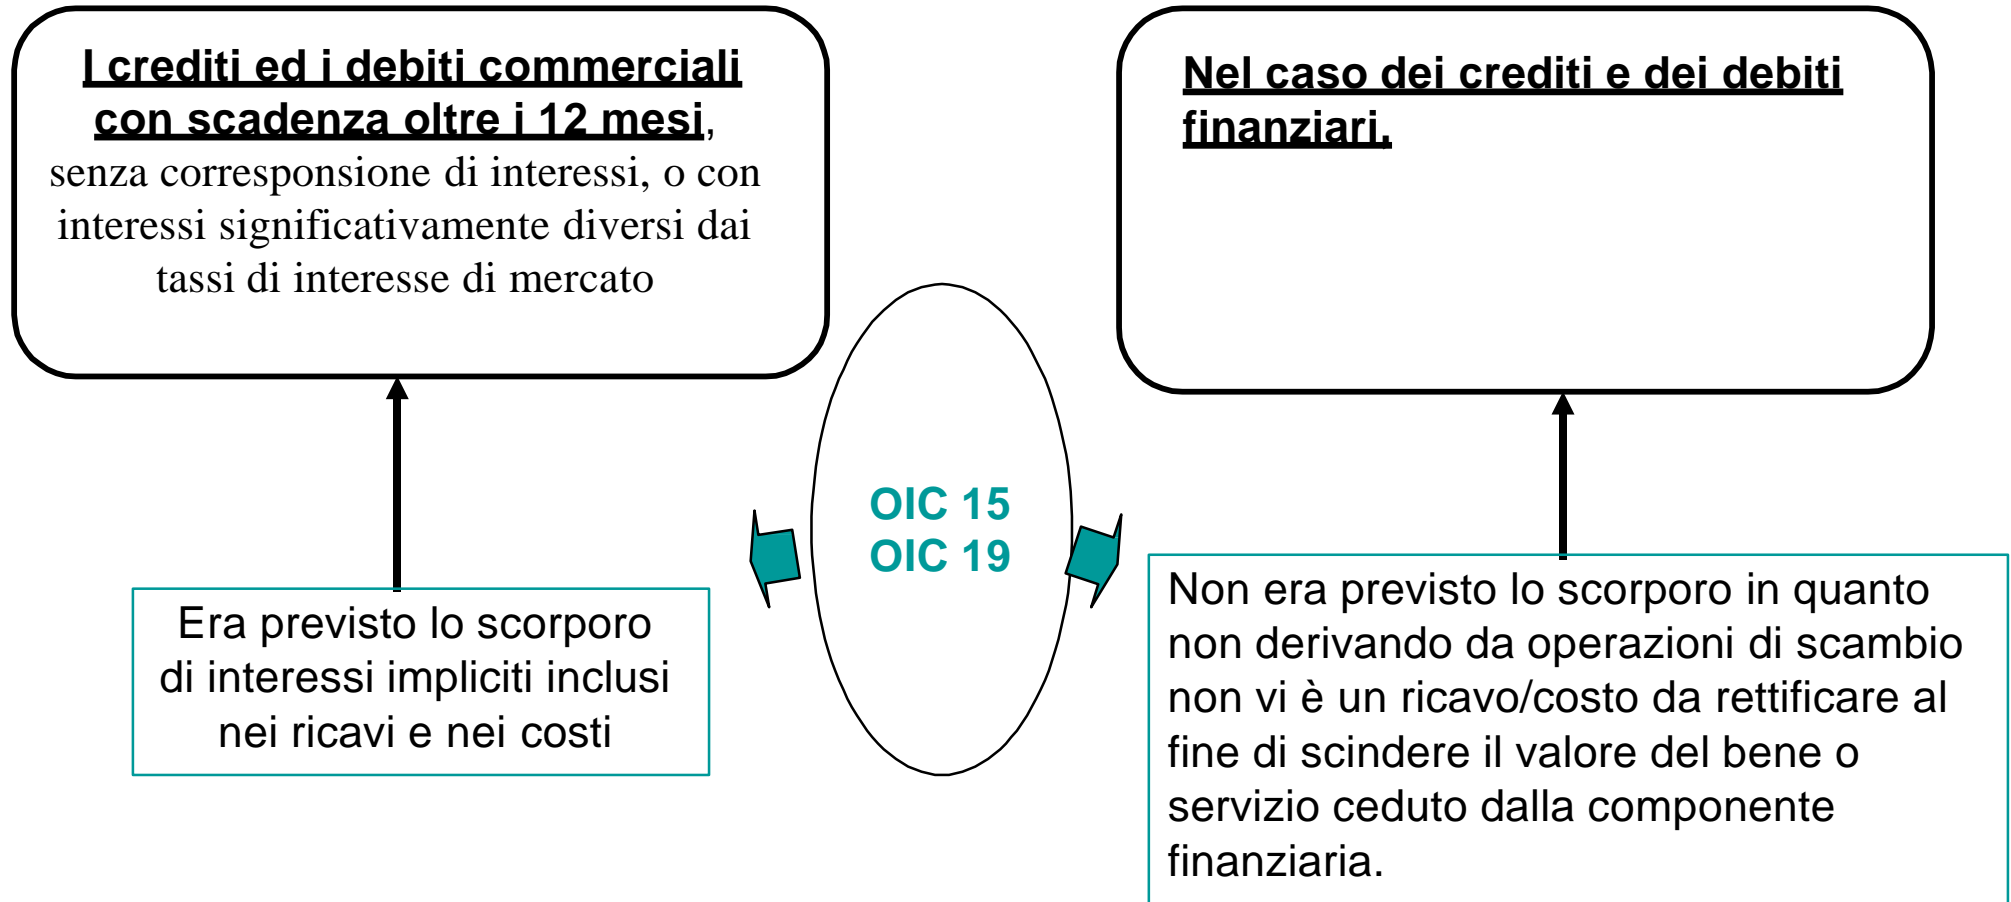 I crediti ed i debiti commerciali
con scadenza oltre i 12 mesi,
senza corresponsione di interessi, o con
interessi significativamente diversi dai
tassi di interesse di mercato
Nel caso dei crediti e dei debiti
finanziari,
OIC 15
OIC 19
Era previsto lo scorporo
di interessi impliciti inclusi
nei ricavi e nei costi
Non era previsto lo scorporo in quanto
non derivando da operazioni di scambio
non vi è un ricavo/costo da rettificare al
fine di scindere il valore del bene o
servizio ceduto dalla componente
finanziaria.